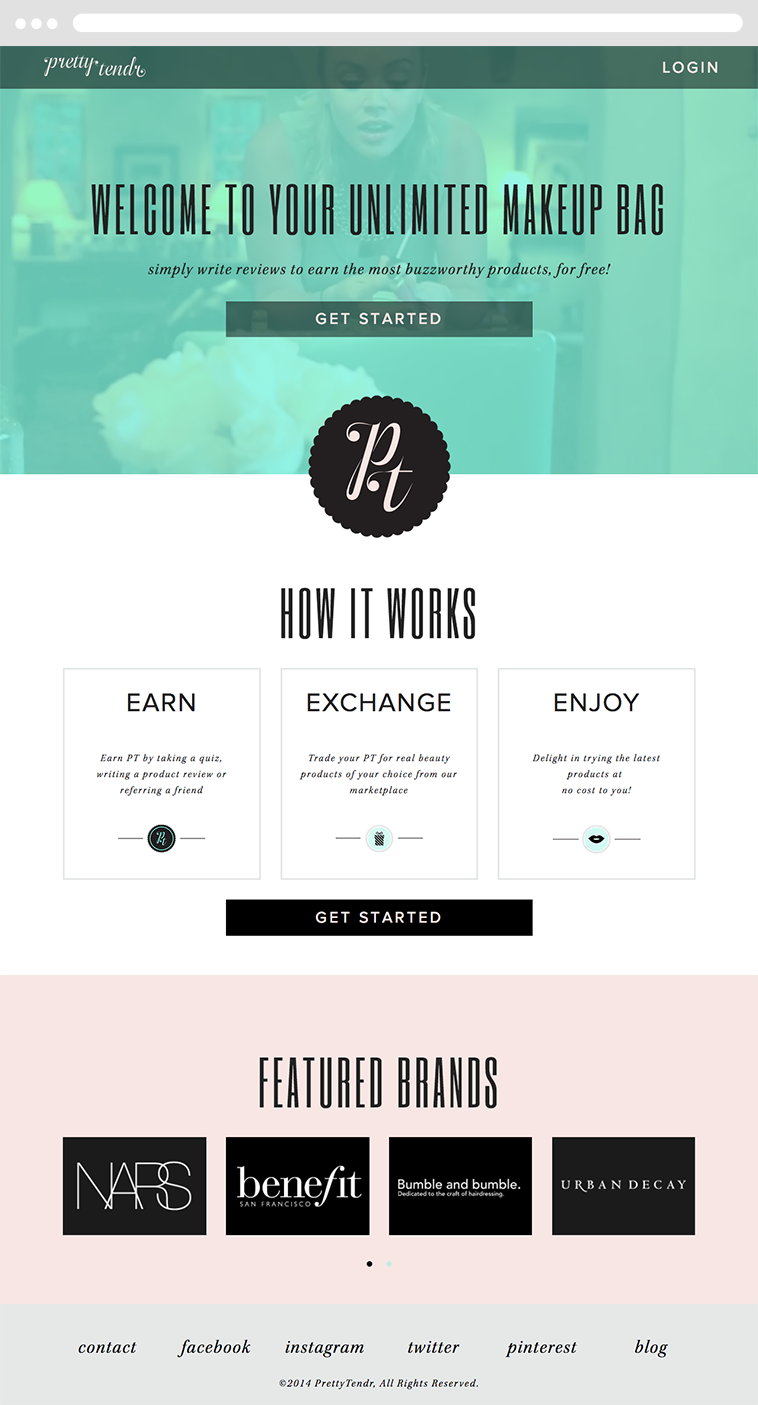 pretty tendr
LOGIN
WELCOME TO YOUR UNLIMITED MAKEUP BAG
simply write reviews to earn the most buzzworthy products, for free!
GET STARTED
Pt
HOW IT WORKS
EARN
Earn PT by taking a quiz,
writing a product review or
referring a friend
Pt
EXCHANGE
Trade your PT for real beauty
products of your choice from our
marketplace
ENJOY
Delight in trying the latest
products at
no cost to you!
GET STARTED
FEATURED BRANDS
NARS
benefit
SAN FRANCISCO
Bumble and bumble.
Dedicated to the craft of hairdressing.
URBAN DECAY
contact facebook instagram twitter pinterest blog
©2014 PrettyTendr, All Rights Reserved.